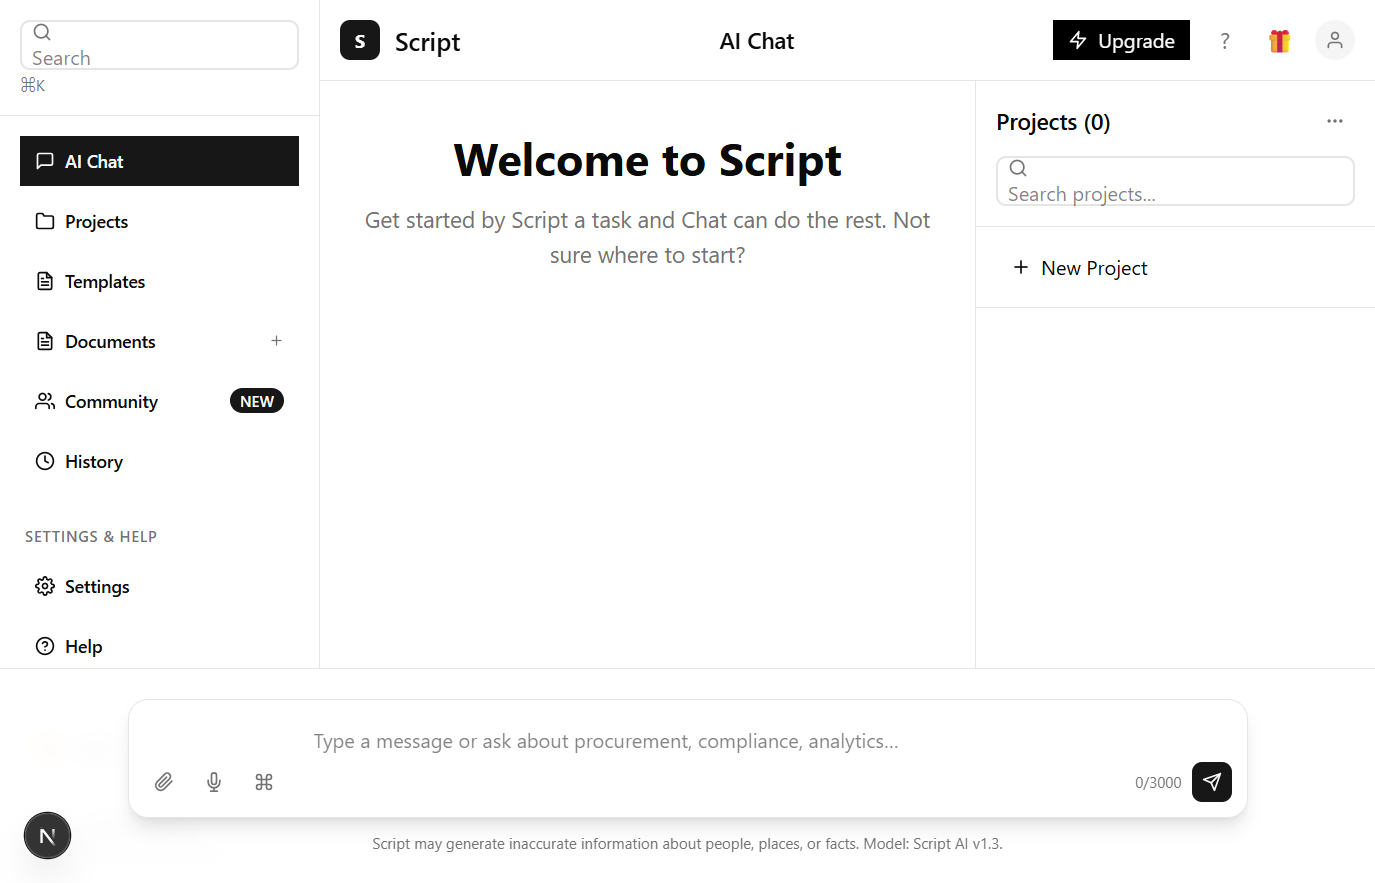 Search
⌘K
AI Chat
Projects
Templates
Documents +
Community NEW
History
SETTINGS & HELP
Settings
Help
S Script
AI Chat
Upgrade
?
Welcome to Script
Get started by Script a task and Chat can do the rest. Not
sure where to start?
Projects (0)
Search projects...
+ New Project
Type a message or ask about procurement, compliance, analytics...
0/3000
Script may generate inaccurate information about people, places, or facts. Model: Script AI v1.3.
N